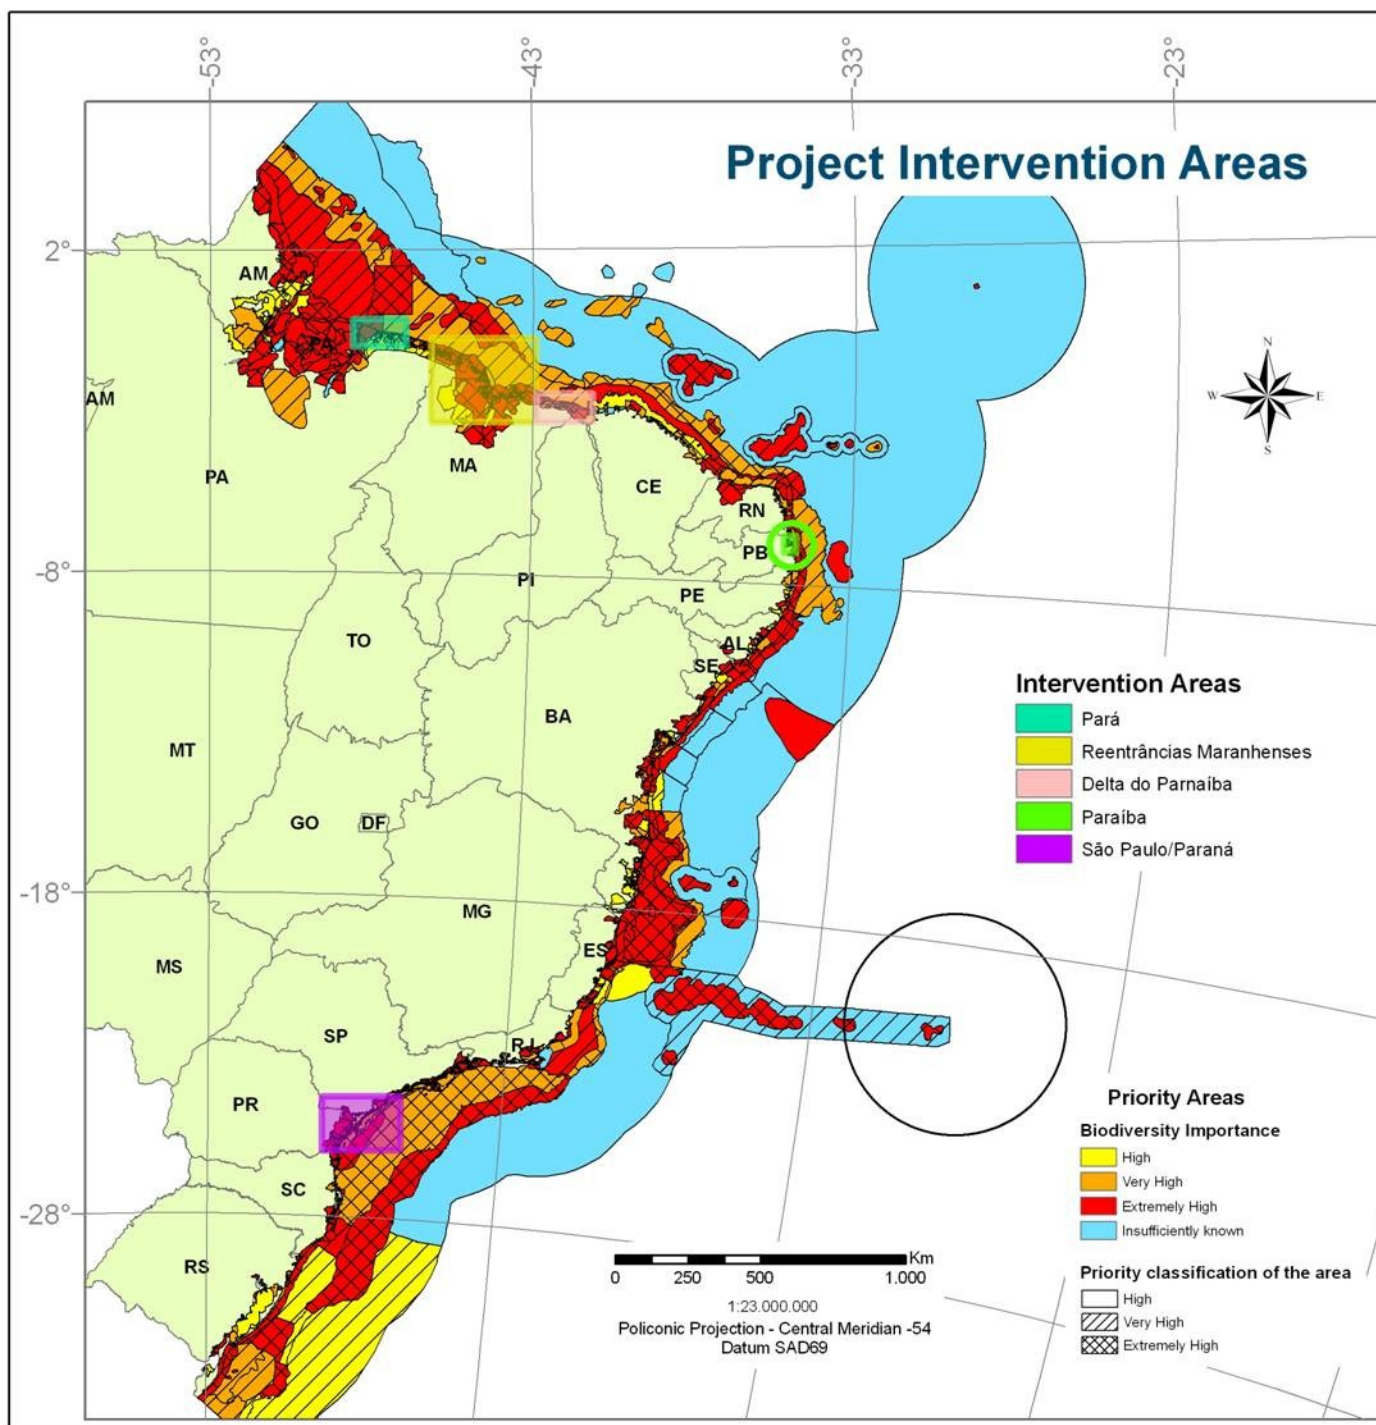 -53°
-43°
-33°
-23°
Project Intervention Areas
2°
AM
PA
N
W
E
S
AM
PA
MA
CE
RN
PB
-8°
PI
PE
TO
AL
SE
Intervention Areas
BA
Pará
MT
Reentrâncias Maranhenses
Delta do Parnaíba
GO
DF
Paraíba
São Paulo/Paraná
-18°
MG
ES
MS
SP
RJ
PR
Priority Areas
Biodiversity Importance
High
Very High
SC
Extremely High
-28°
Insufficiently known
RS
Km
0 250 500 1.000
Priority classification of the area
High
1:23.000.000
Very High
Policonic Projection - Central Meridian -54
Extremely High
Datum SAD69